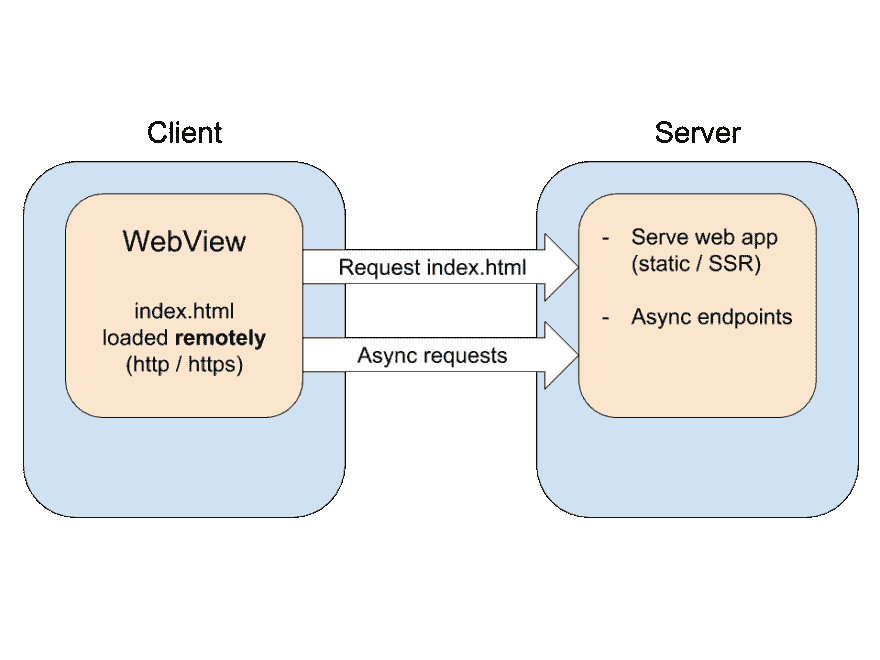 Client
Server
WebView
index.html
loaded remotely
(http / https)
Request index.html
Async requests
- Serve web app
(static / SSR)
- Async endpoints